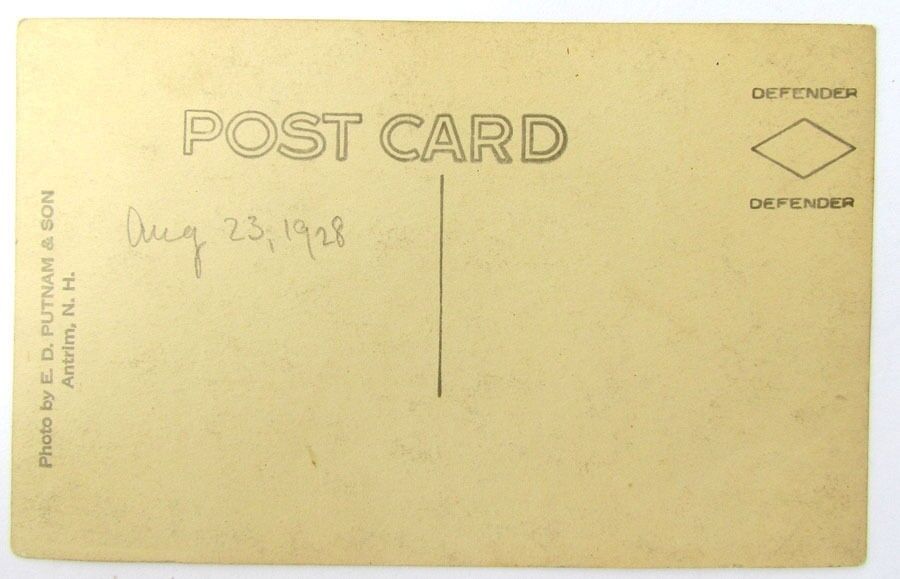 POST CARD
DEFENDER
DEFENDER
Aug 23, 1928
Photo by E. D. PUTNAM & SON
Antrim, N. H.